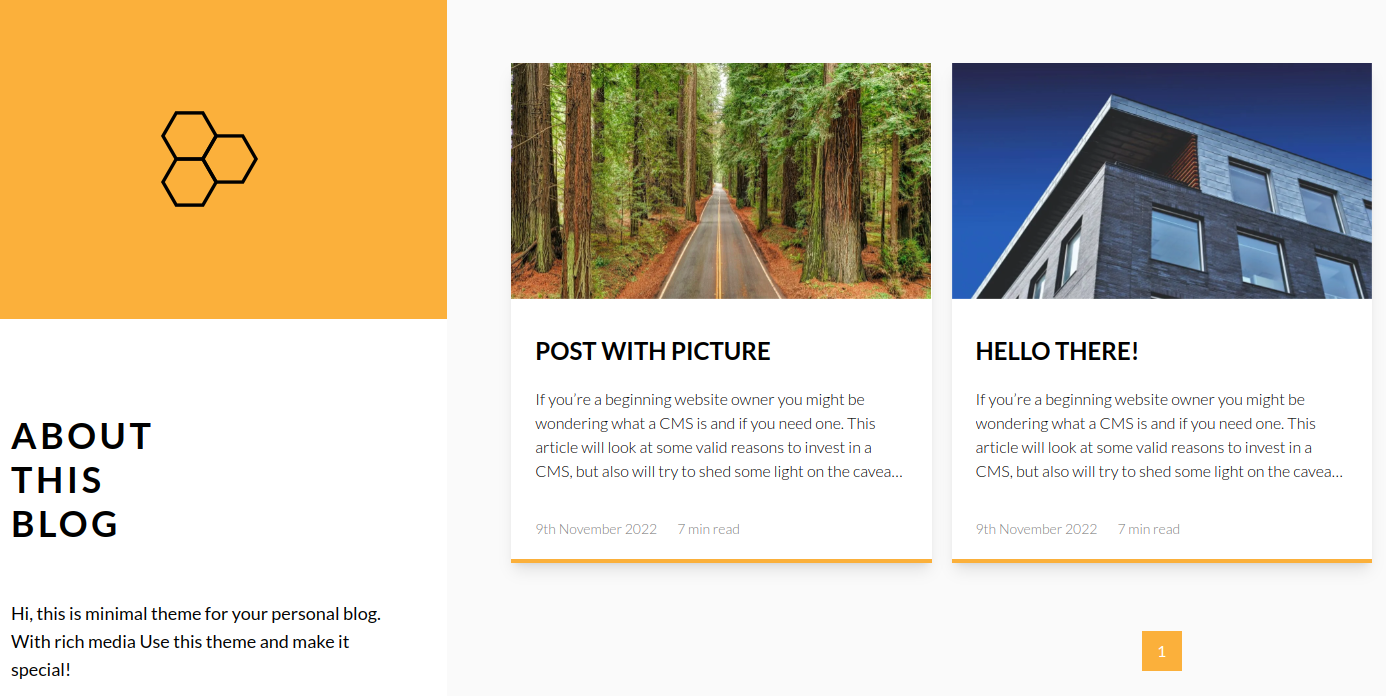 ABOUT
THIS
BLOG
Hi, this is minimal theme for your personal blog.
With rich media Use this theme and make it
special!
POST WITH PICTURE
If you’re a beginning website owner you might be
wondering what a CMS is and if you need one. This
article will look at some valid reasons to invest in a
CMS, but also will try to shed some light on the cavea...
9th November 2022 7 min read
HELLO THERE!
If you’re a beginning website owner you might be
wondering what a CMS is and if you need one. This
article will look at some valid reasons to invest in a
CMS, but also will try to shed some light on the cavea...
9th November 2022 7 min read
1